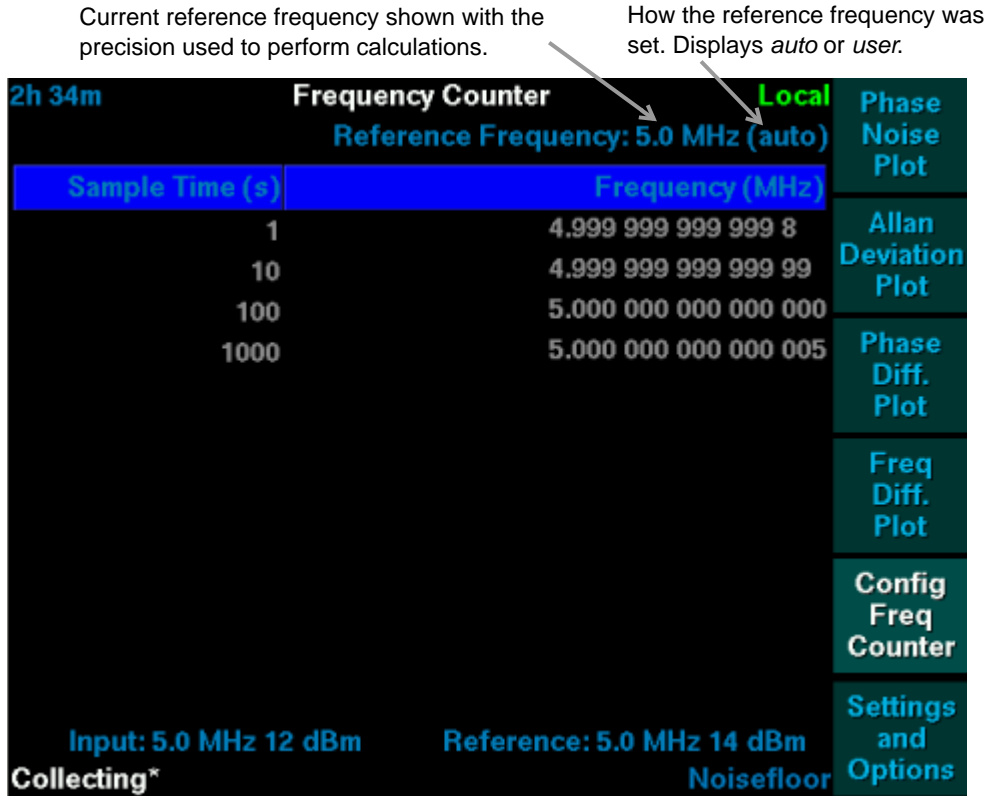 Current reference frequency shown with the
precision used to perform calculations.
How the reference frequency was
set. Displays auto or user.
2h 34m Frequency Counter Local
Reference Frequency: 5.0 MHz (auto)
Sample Time (s) Frequency (MHz)
1 4.999 999 999 999 8
10 4.999 999 999 999 99
100 5.000 000 000 000 000
1000 5.000 000 000 000 005
Input: 5.0 MHz 12 dBm Reference: 5.0 MHz 14 dBm
Collecting* Noisefloor
Phase
Noise
Plot
Allan
Deviation
Plot
Phase
Diff.
Plot
Freq
Diff.
Plot
Config
Freq
Counter
Settings
and
Options